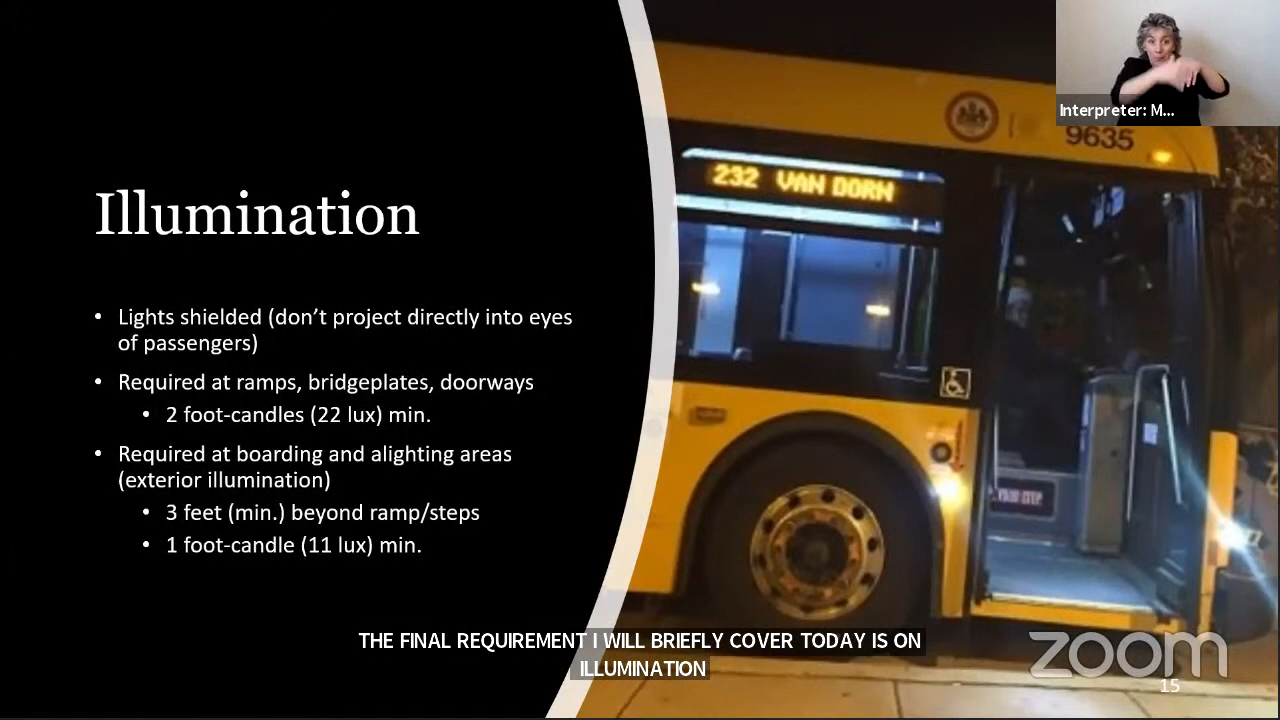 Interpreter: M...
9635
232 VAN DORN
Illumination
• Lights shielded (don't project directly into eyes
of passengers)
• Required at ramps, bridgeplates, doorways
• 2 foot-candles (22 lux) min.
• Required at boarding and alighting areas
(exterior illumination)
• 3 feet (min.) beyond ramp/steps
• 1 foot-candle (11 lux) min.
THE FINAL REQUIREMENT I WILL BRIEFLY COVER TODAY IS ON
ILLUMINATION
zoom
15